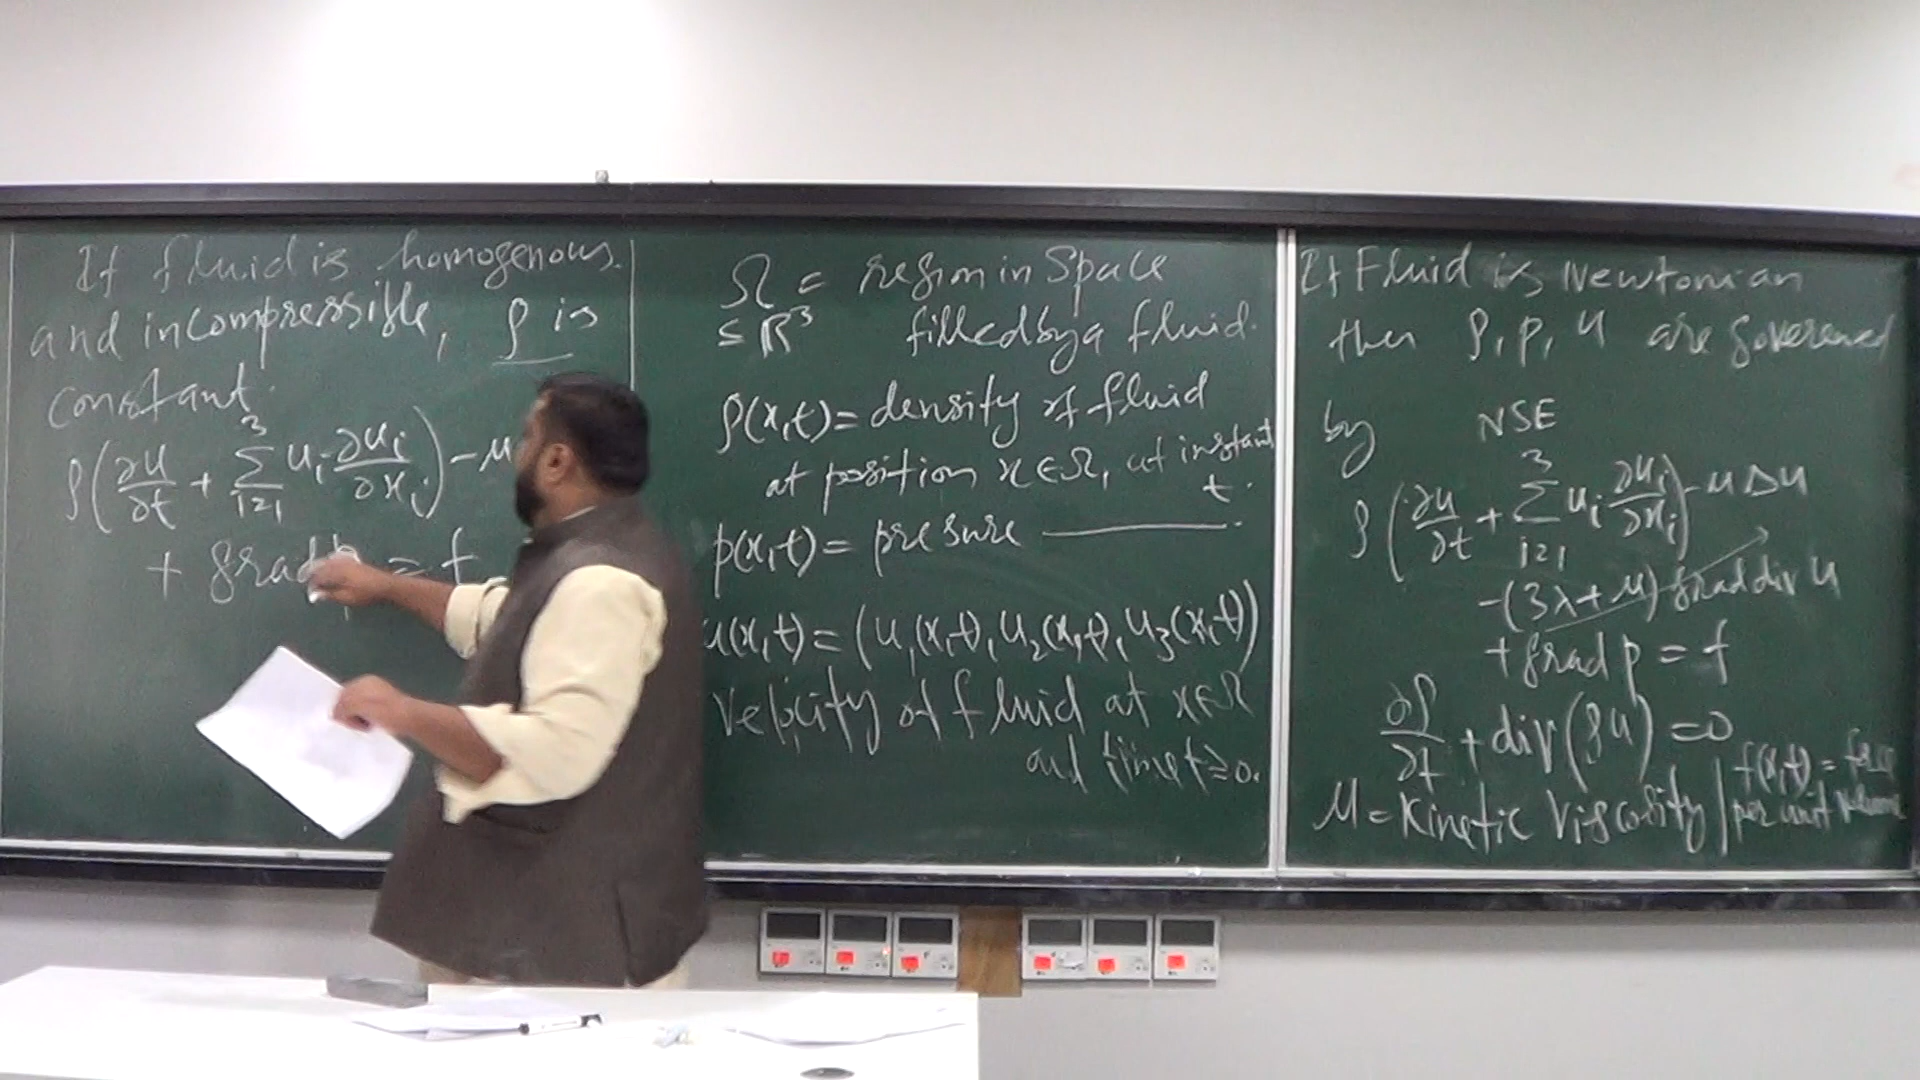 If fluid is homogenous
and incompressible, ρ is
constant.
ρ(∂u/∂t + Σ_{i=1}^{3} u_i ∂u_i/∂x_i) - μ
+ grad p = f
Ω = region in Space
⊆ ℝ³ filled by a fluid.
ρ(x,t) = density of fluid
at position x ∈ Ω, at instant
t.
p(x,t) = presure ———
u(x,t) = (u₁(x,t), u₂(x,t), u₃(x,t))
Velocity of fluid at x∈Ω
and time t ≥ 0.
If Fluid is Newtonian
then ρ, p, u are goverened
by NSE
ρ(∂u/∂t + Σ_{i=1}^{3} u_i ∂u_i/∂x_i) - μ Δu
-(3λ+μ) grad div u
+ grad p = f
∂ρ/∂t + div(ρu) = 0
f(x,t) = force
μ = Kinetic Viscosity | per unit volume